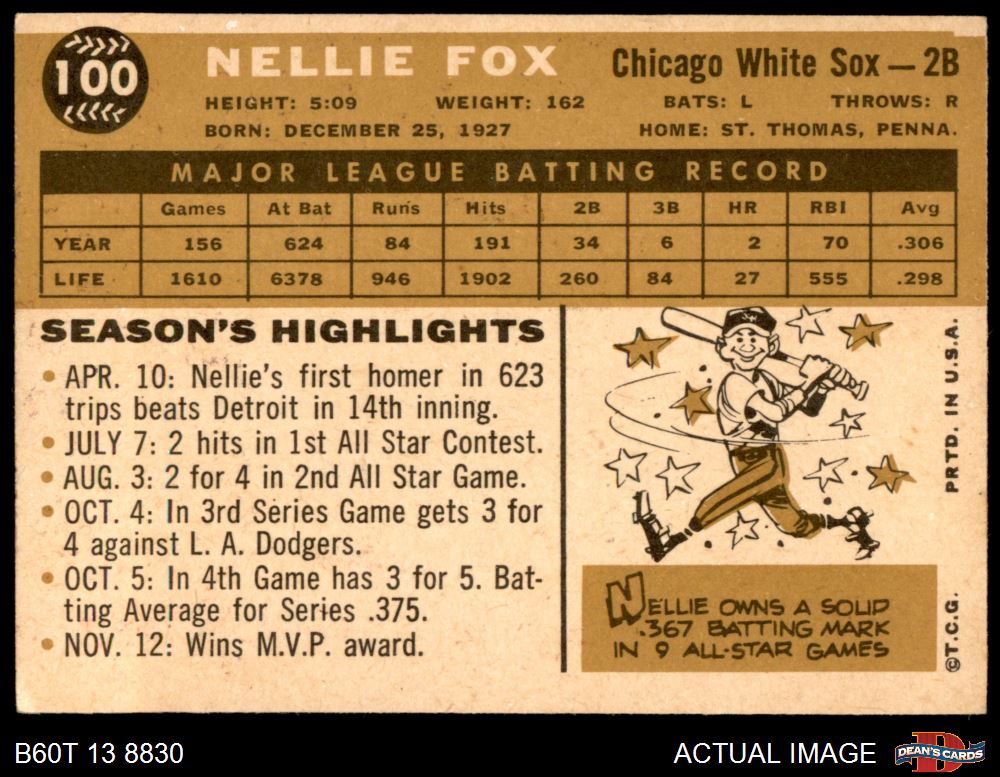 100
NELLIE FOX
Chicago White Sox — 2B
HEIGHT: 5:09 WEIGHT: 162 BATS: L THROWS: R
BORN: DECEMBER 25, 1927 HOME: ST. THOMAS, PENNA.
MAJOR LEAGUE BATTING RECORD
Games At Bat Runs Hits 2B 3B HR RBI Avg
YEAR 156 624 84 191 34 6 2 70 .306
LIFE 1610 6378 946 1902 260 84 27 555 .298
SEASON'S HIGHLIGHTS
• APR. 10: Nellie's first homer in 623
trips beats Detroit in 14th inning.
• JULY 7: 2 hits in 1st All Star Contest.
• AUG. 3: 2 for 4 in 2nd All Star Game.
• OCT. 4: In 3rd Series Game gets 3 for
4 against L. A. Dodgers.
• OCT. 5: In 4th Game has 3 for 5. Bat-
ting Average for Series .375.
• NOV. 12: Wins M.V.P. award.
NELLIE OWNS A SOLID
.367 BATTING MARK
IN 9 ALL-STAR GAMES
©T.C.G. PRTD. IN U.S.A.
B60T 13 8830
ACTUAL IMAGE
DEAN'S CARDS